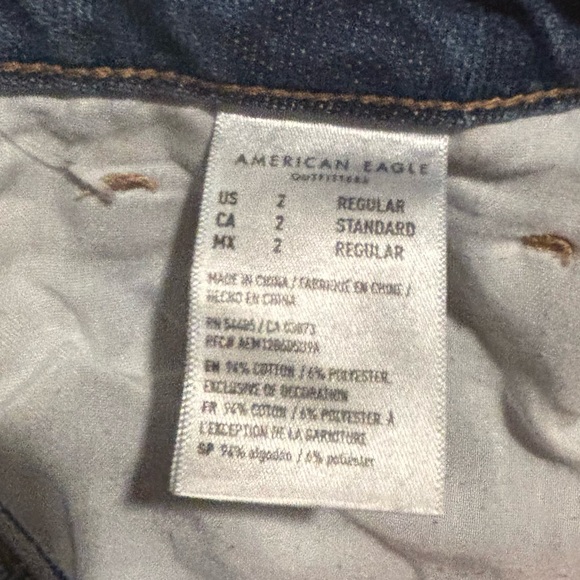 AMERICAN EAGLE
OUTFITTERS
US 2 REGULAR
CA 2 STANDARD
MX 2 REGULAR
MADE IN CHINA / FABRIQUÉ EN CHINE /
HECHO EN CHINA
RN 54485 / CA 03073
RFC#
EN 94% COTTON / 6% POLYESTER
EXCLUSIVE OF DECORATION
FR 94% COTON / 6% POLYESTER À
L'EXCEPTION DE LA GARNITURE
SP 94% algodón / 6% poliéster